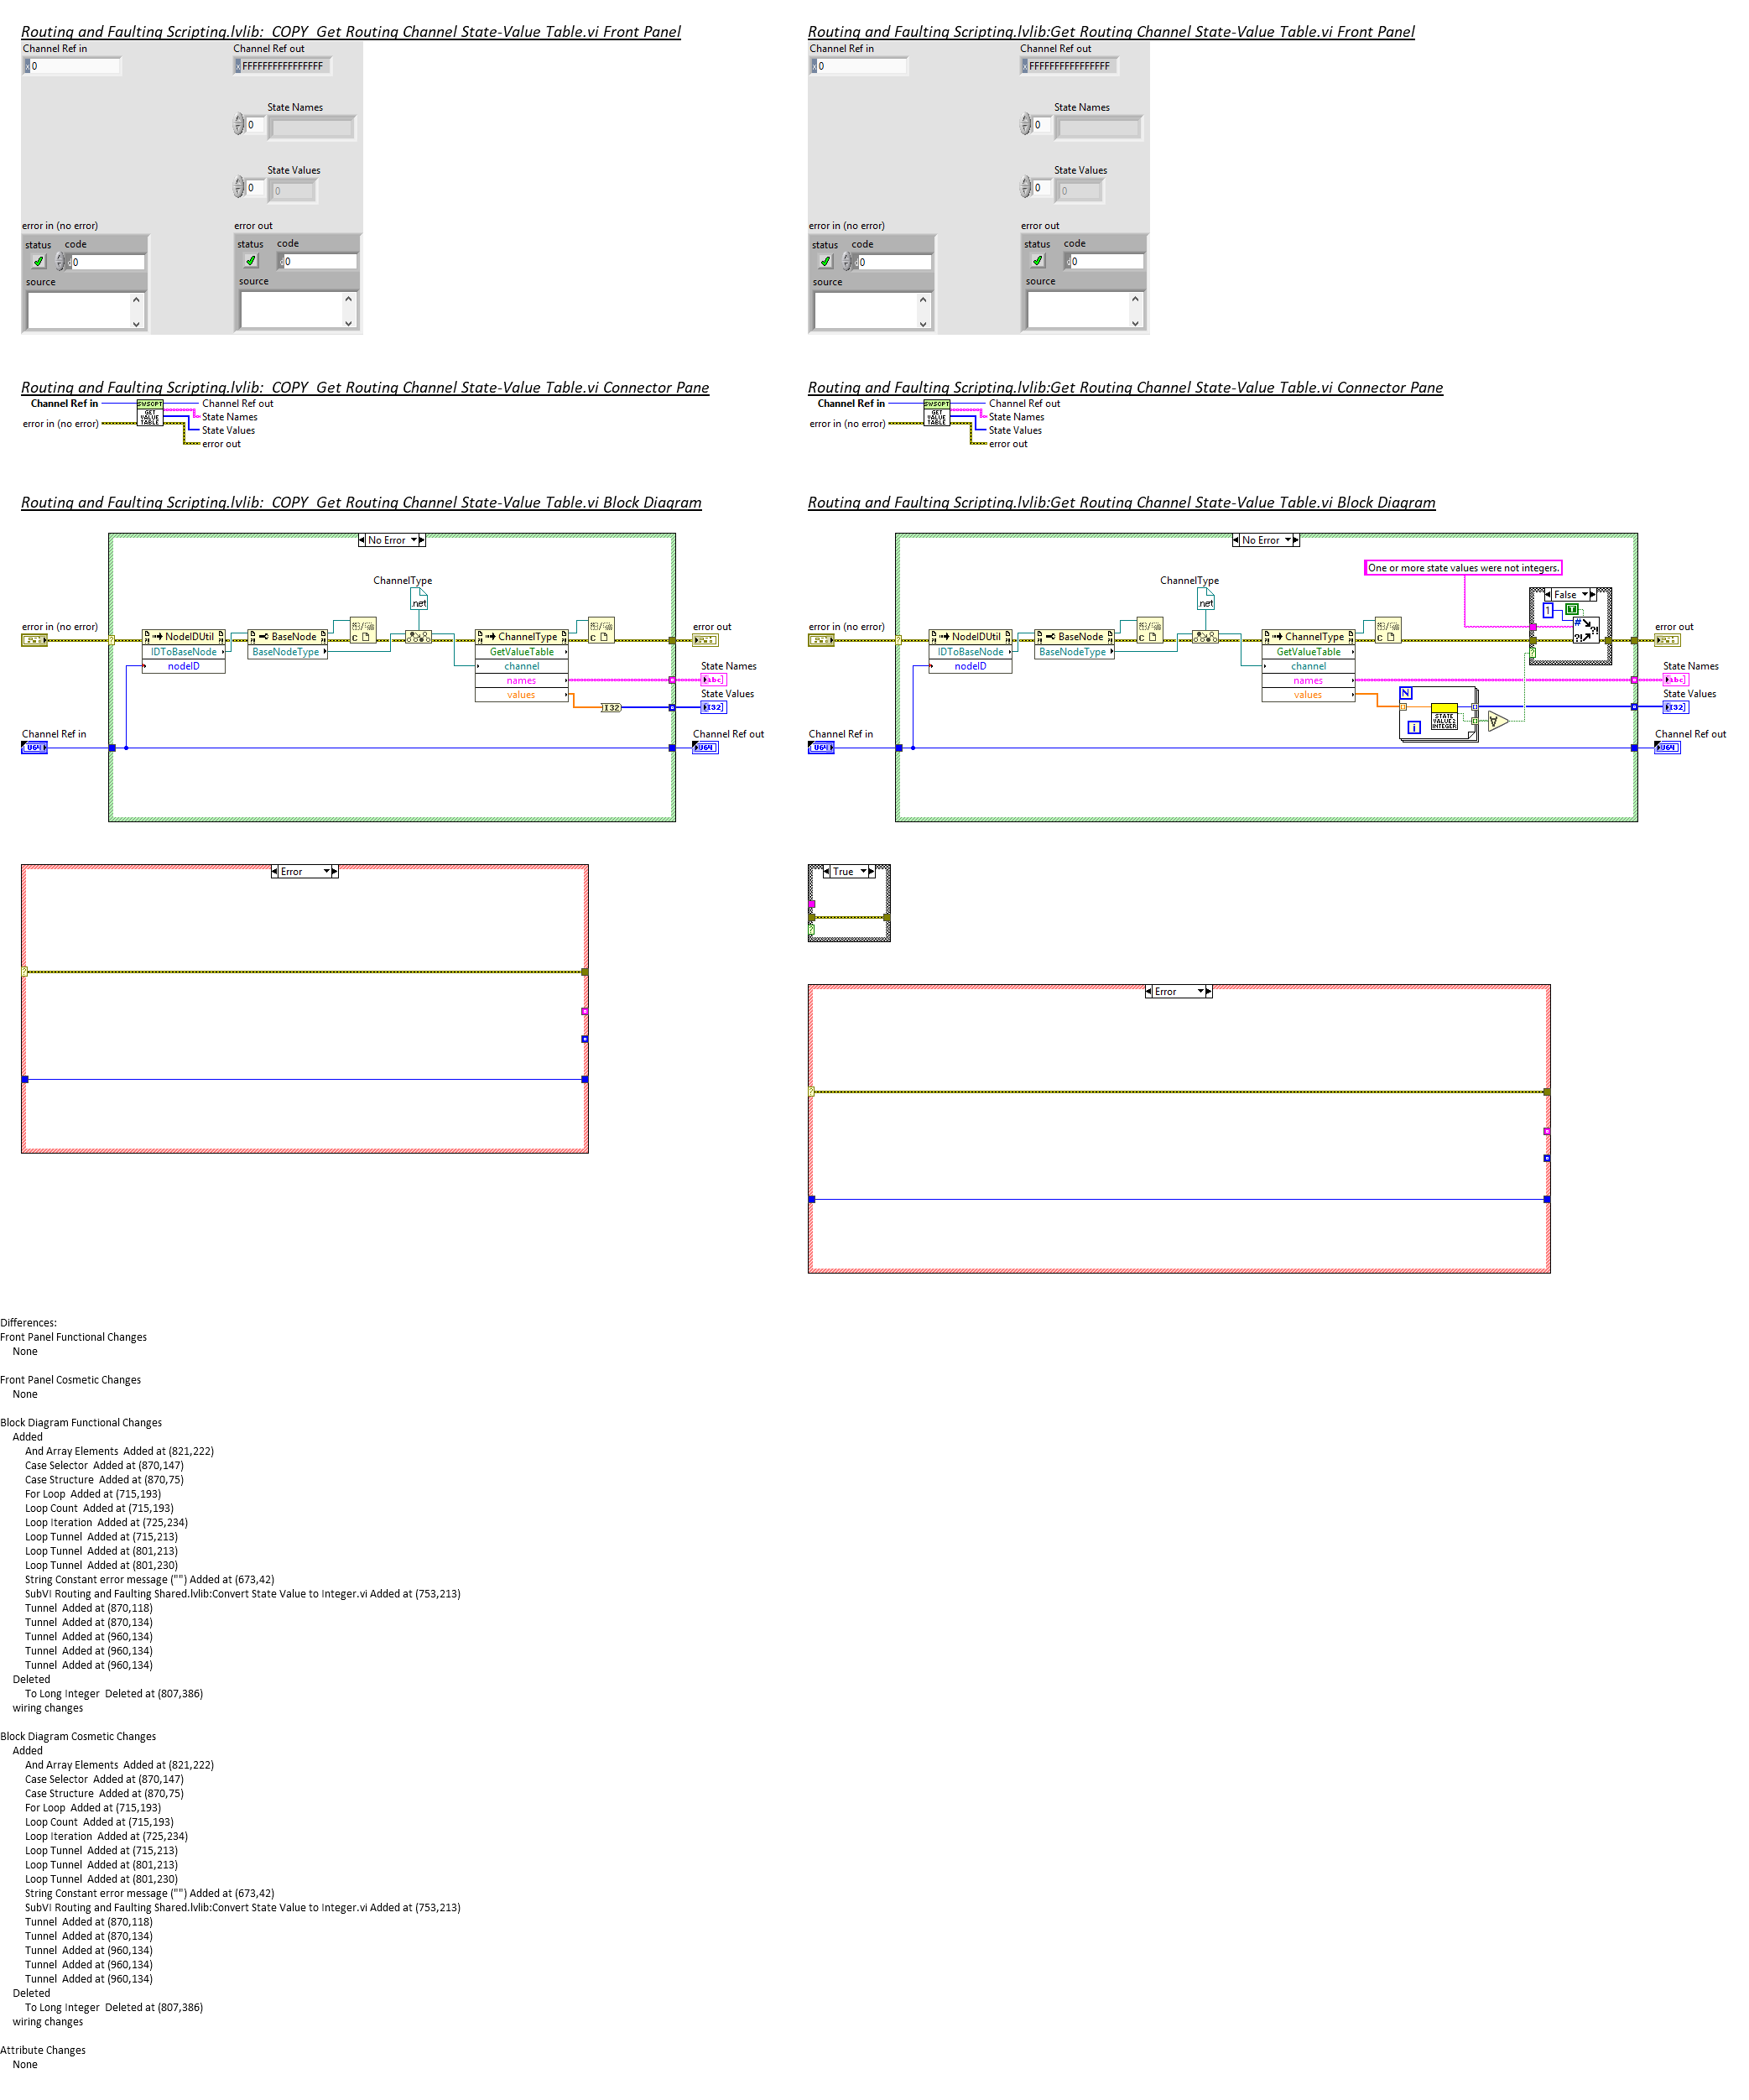 Routing and Faulting Scripting.lvlib:_COPY_Get Routing Channel State-Value Table.vi Front Panel
Channel Ref in
Channel Ref out
x 0
x FFFFFFFFFFFFFFFF
State Names
0
State Values
0
0
error in (no error)
error out
status code
status code
0
0
source
source
Routing and Faulting Scripting.lvlib:Get Routing Channel State-Value Table.vi Front Panel
Channel Ref in
Channel Ref out
x 0
x FFFFFFFFFFFFFFFF
State Names
0
State Values
0
0
error in (no error)
error out
status code
status code
0
0
source
source
Routing and Faulting Scripting.lvlib:_COPY_Get Routing Channel State-Value Table.vi Connector Pane
Channel Ref in
SWSCPT
GET
VALUE
TABLE
Channel Ref out
State Names
error in (no error)
State Values
error out
Routing and Faulting Scripting.lvlib:Get Routing Channel State-Value Table.vi Connector Pane
Channel Ref in
SWSCPT
GET
VALUE
TABLE
Channel Ref out
State Names
error in (no error)
State Values
error out
Routing and Faulting Scripting.lvlib:_COPY_Get Routing Channel State-Value Table.vi Block Diagram
No Error
ChannelType
.net
error in (no error)
NodeIDUtil
IDToBaseNode
nodeID
BaseNode
BaseNodeType
ChannelType
GetValueTable
channel
names
values
I32
error out
State Names
abc
State Values
I32
Channel Ref in
U64
Channel Ref out
U64
Error
Routing and Faulting Scripting.lvlib:Get Routing Channel State-Value Table.vi Block Diagram
No Error
One or more state values were not integers.
ChannelType
.net
False
1
T
error in (no error)
NodeIDUtil
IDToBaseNode
nodeID
BaseNode
BaseNodeType
ChannelType
GetValueTable
channel
names
values
N
i
STATE
VALUE2
INTEGER
error out
State Names
abc
State Values
I32
Channel Ref in
U64
Channel Ref out
U64
True
Error
Differences:
Front Panel Functional Changes
None
Front Panel Cosmetic Changes
None
Block Diagram Functional Changes
Added
And Array Elements  Added at (821,222)
Case Selector  Added at (870,147)
Case Structure  Added at (870,75)
For Loop  Added at (715,193)
Loop Count  Added at (715,193)
Loop Iteration  Added at (725,234)
Loop Tunnel  Added at (715,213)
Loop Tunnel  Added at (801,213)
Loop Tunnel  Added at (801,230)
String Constant error message ("") Added at (673,42)
SubVI Routing and Faulting Shared.lvlib:Convert State Value to Integer.vi Added at (753,213)
Tunnel  Added at (870,118)
Tunnel  Added at (870,134)
Tunnel  Added at (960,134)
Tunnel  Added at (960,134)
Tunnel  Added at (960,134)
Deleted
To Long Integer  Deleted at (807,386)
wiring changes
Block Diagram Cosmetic Changes
Added
And Array Elements  Added at (821,222)
Case Selector  Added at (870,147)
Case Structure  Added at (870,75)
For Loop  Added at (715,193)
Loop Count  Added at (715,193)
Loop Iteration  Added at (725,234)
Loop Tunnel  Added at (715,213)
Loop Tunnel  Added at (801,213)
Loop Tunnel  Added at (801,230)
String Constant error message ("") Added at (673,42)
SubVI Routing and Faulting Shared.lvlib:Convert State Value to Integer.vi Added at (753,213)
Tunnel  Added at (870,118)
Tunnel  Added at (870,134)
Tunnel  Added at (960,134)
Tunnel  Added at (960,134)
Tunnel  Added at (960,134)
Deleted
To Long Integer  Deleted at (807,386)
wiring changes
Attribute Changes
None